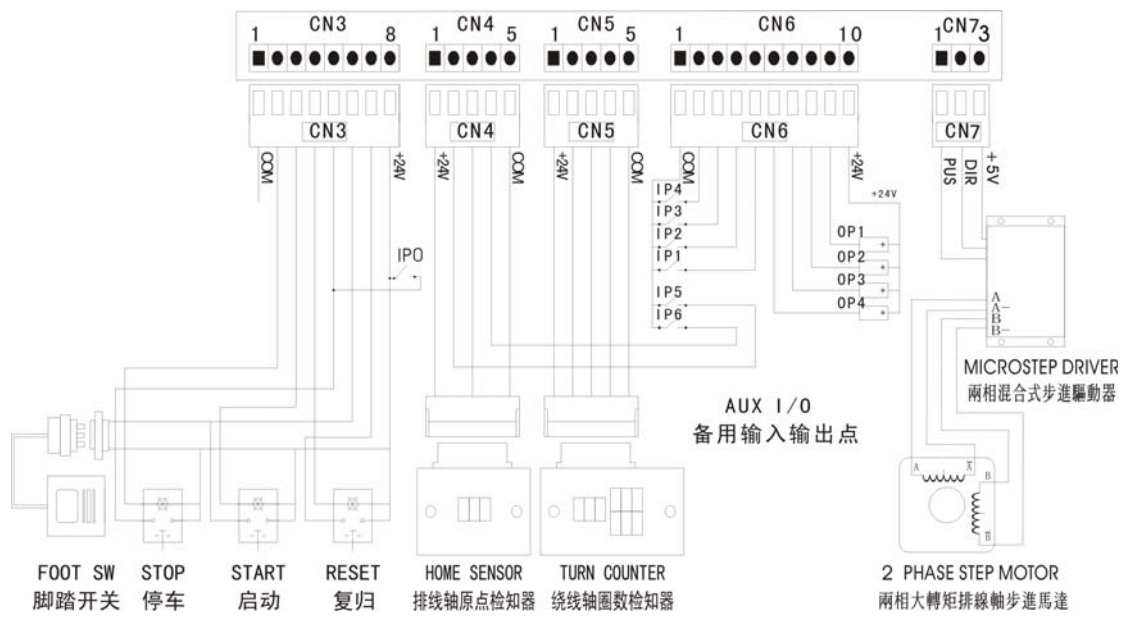 CN3 CN4 CN5 CN6 CN7
1 8 1 5 1 5 1 10 1 3
CN3 CN4 CN5 CN6 CN7
COM +24V +24V COM +24V COM COM +24V PUS DIR +5V
+24V
IP4
IP3
IP2
IP1
IP5
IP6
OP1
OP2
OP3
OP4
IPO
A
A-
B
B-
MICROSTEP DRIVER
兩相混合式步進驅動器
AUX I/O
备用输入输出点
A A̅ B B̅
FOOT SW
脚踏开关
STOP
停车
START
启动
RESET
复归
HOME SENSOR
排线轴原点检知器
TURN COUNTER
绕线轴圈数检知器
2 PHASE STEP MOTOR
兩相大轉矩排線軸步進馬達